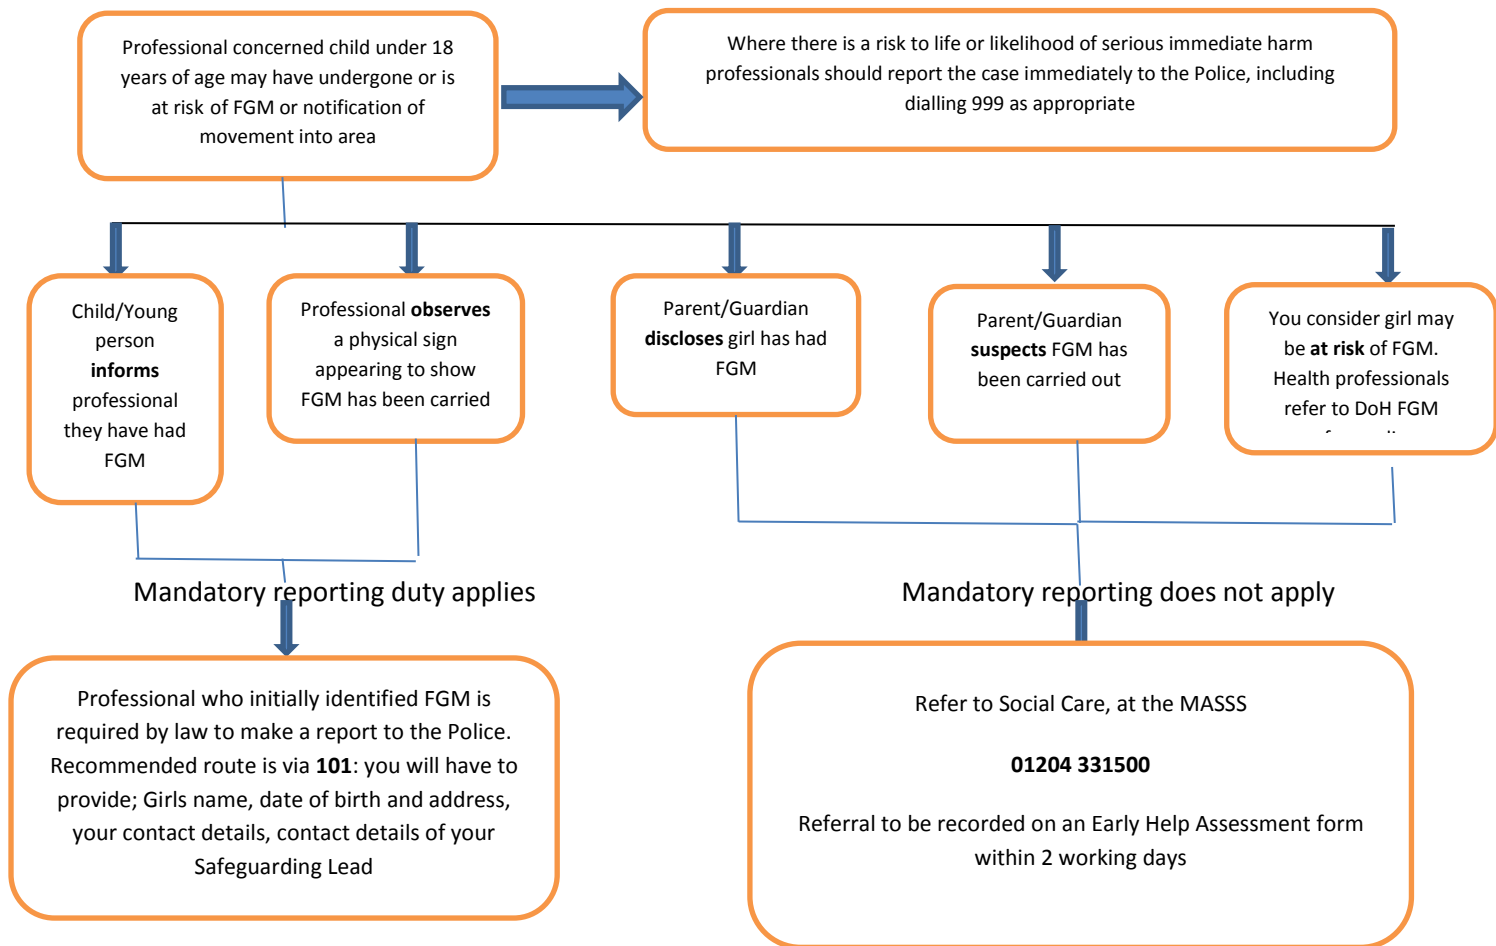 Professional concerned child under 18
years of age may have undergone or is
at risk of FGM or notification of
movement into area
Where there is a risk to life or likelihood of serious immediate harm
professionals should report the case immediately to the Police, including
dialling 999 as appropriate
Child/Young
person
informs
professional
they have had
FGM
Professional observes
a physical sign
appearing to show
FGM has been carried
Parent/Guardian
discloses girl has had
FGM
Parent/Guardian
suspects FGM has
been carried out
You consider girl may
be at risk of FGM.
Health professionals
refer to DoH FGM
Mandatory reporting duty applies
Mandatory reporting does not apply
Professional who initially identified FGM is
required by law to make a report to the Police.
Recommended route is via 101: you will have to
provide; Girls name, date of birth and address,
your contact details, contact details of your
Safeguarding Lead
Refer to Social Care, at the MASSS
01204 331500
Referral to be recorded on an Early Help Assessment form
within 2 working days